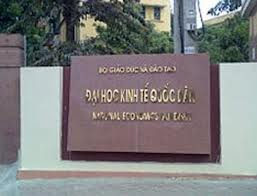 BỘ GIÁO DỤC VÀ ĐÀO TẠO
ĐẠI HỌC KINH TẾ QUỐC DÂN
NATIONAL ECONOMICS